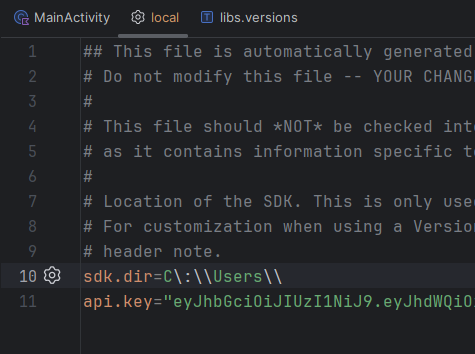 MainActivity local libs.versions
1 ## This file is automatically generated
2 # Do not modify this file -- YOUR CHANG
3 #
4 # This file should *NOT* be checked int
5 # as it contains information specific t
6 #
7 # Location of the SDK. This is only use
8 # For customization when using a Versio
9 # header note.
10 sdk.dir=C\:\\Users\\
11 api.key="eyJhbGciOiJIUzI1NiJ9.eyJhdWQiO